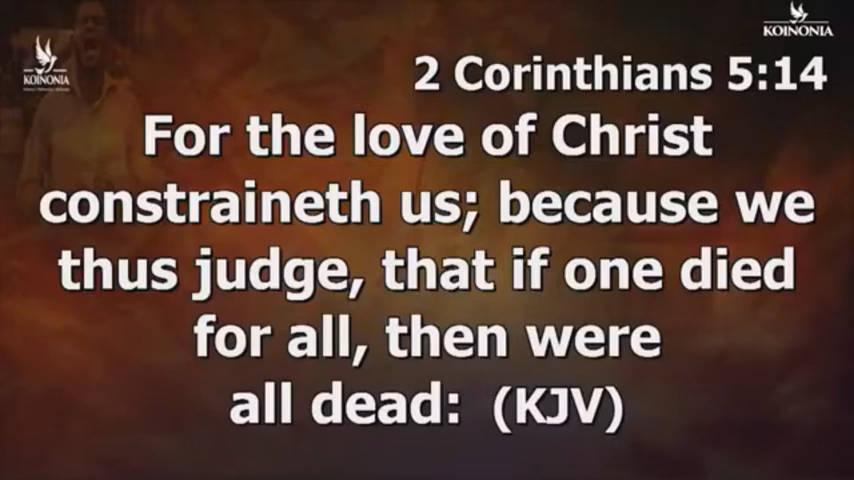 KOINONIA
KOINONIA
2 Corinthians 5:14
For the love of Christ
constraineth us; because we
thus judge, that if one died
for all, then were
all dead: (KJV)